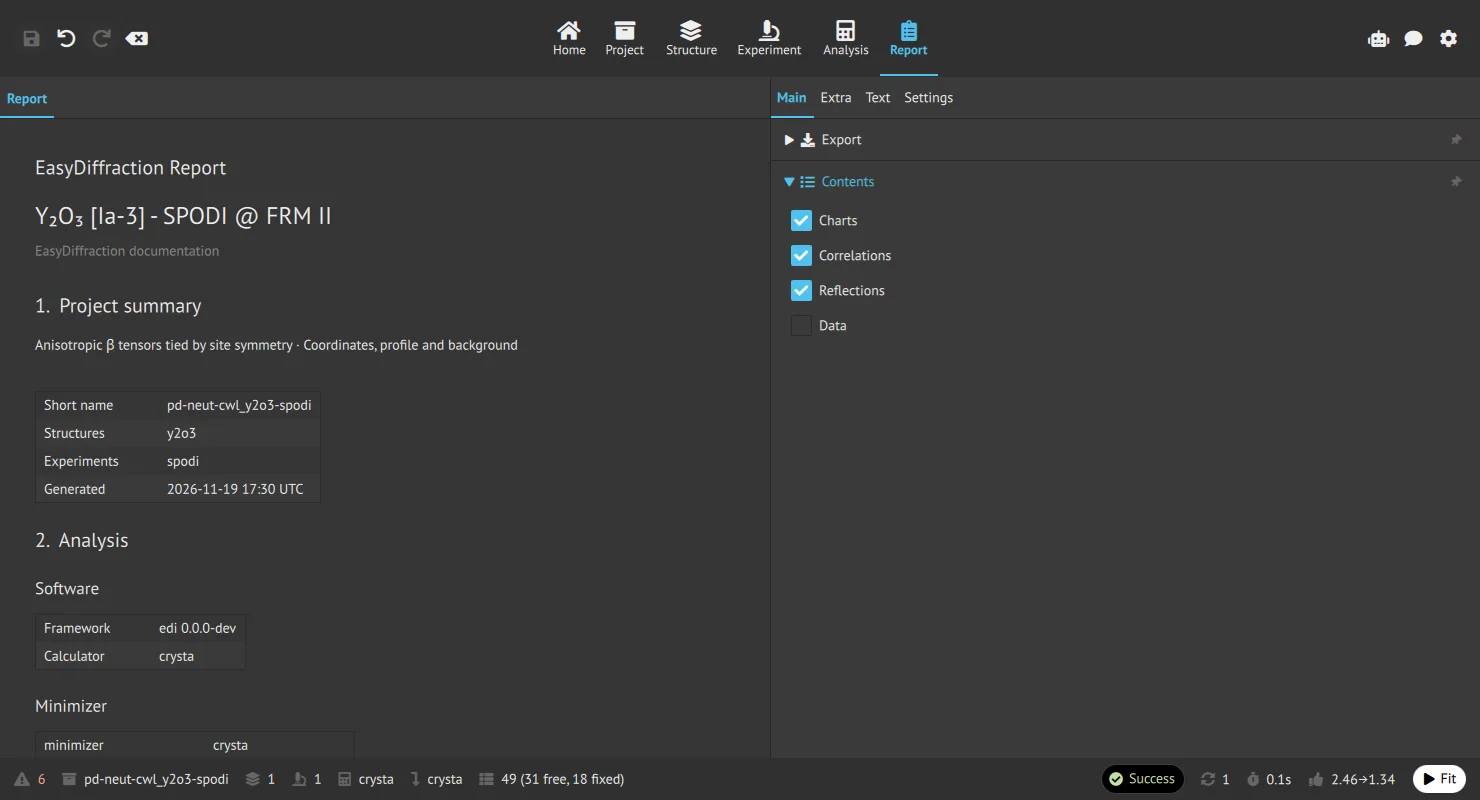 Home
Project
Structure
Experiment
Analysis
Report
Report
Main
Extra
Text
Settings
EasyDiffraction Report
Y₂O₃ [Ia-3] - SPODI @ FRM II
EasyDiffraction documentation
1. Project summary
Anisotropic β tensors tied by site symmetry · Coordinates, profile and background
Short name pd-neut-cwl_y2o3-spodi
Structures y2o3
Experiments spodi
Generated 2026-11-19 17:30 UTC
2. Analysis
Software
Framework edi 0.0.0-dev
Calculator crysta
Minimizer
minimizer crysta
Export
Contents
Charts
Correlations
Reflections
Data
6 pd-neut-cwl_y2o3-spodi 1 1 crysta crysta 49 (31 free, 18 fixed) Success 1 0.1s 2.46→1.34 Fit